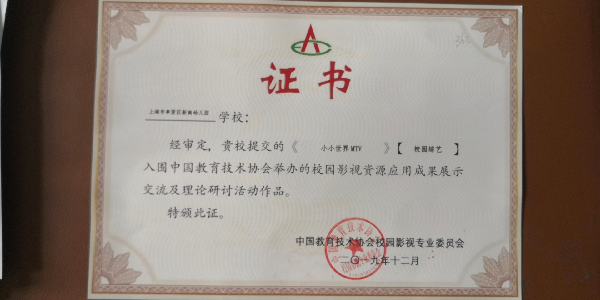 证书
上海市奉贤区新南幼儿园 学校：
经审定，贵校提交的《 小小世界MTV 》【 校园综艺 】
入围中国教育技术协会举办的校园影视资源应用成果展示
交流及理论研讨活动作品。
特颁此证。
中国教育技术协会校园影视专业委员会
二〇一九年十二月